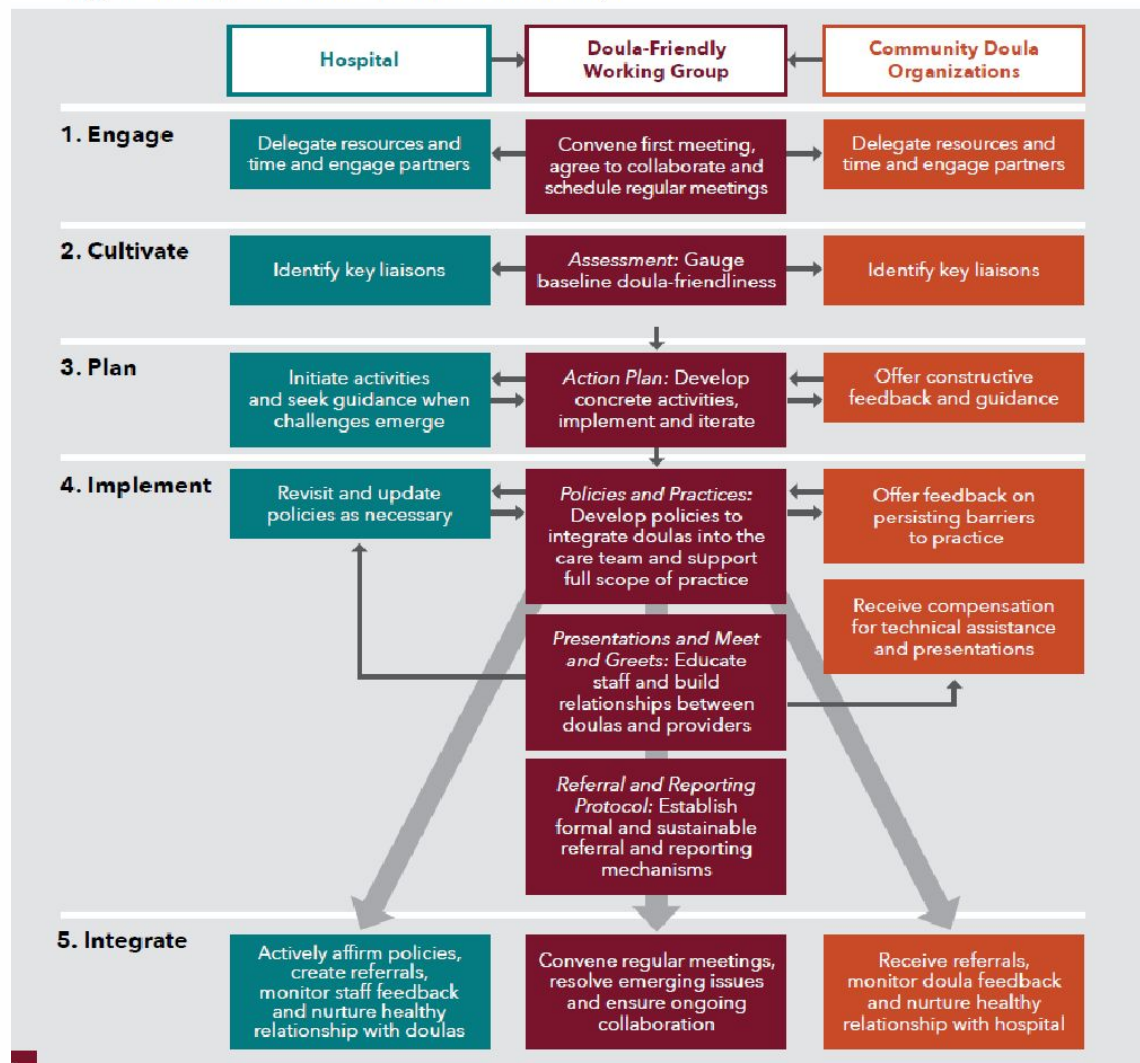 Hospital
Doula-Friendly
Working Group
Community Doula
Organizations
1. Engage
Delegate resources and
time and engage partners
Convene first meeting,
agree to collaborate and
schedule regular meetings
Delegate resources and
time and engage partners
2. Cultivate
Identify key liaisons
Assessment: Gauge
baseline doula-friendliness
Identify key liaisons
3. Plan
Initiate activities
and seek guidance when
challenges emerge
Action Plan: Develop
concrete activities,
implement and iterate
Offer constructive
feedback and guidance
4. Implement
Revisit and update
policies as necessary
Policies and Practices:
Develop policies to
integrate doulas into the
care team and support
full scope of practice
Offer feedback on
persisting barriers
to practice
Receive compensation
for technical assistance
and presentations
Presentations and Meet
and Greets: Educate
staff and build
relationships between
doulas and providers
Referral and Reporting
Protocol: Establish
formal and sustainable
referral and reporting
mechanisms
5. Integrate
Actively affirm policies,
create referrals,
monitor staff feedback
and nurture healthy
relationship with doulas
Convene regular meetings,
resolve emerging issues
and ensure ongoing
collaboration
Receive referrals,
monitor doula feedback
and nurture healthy
relationship with hospital